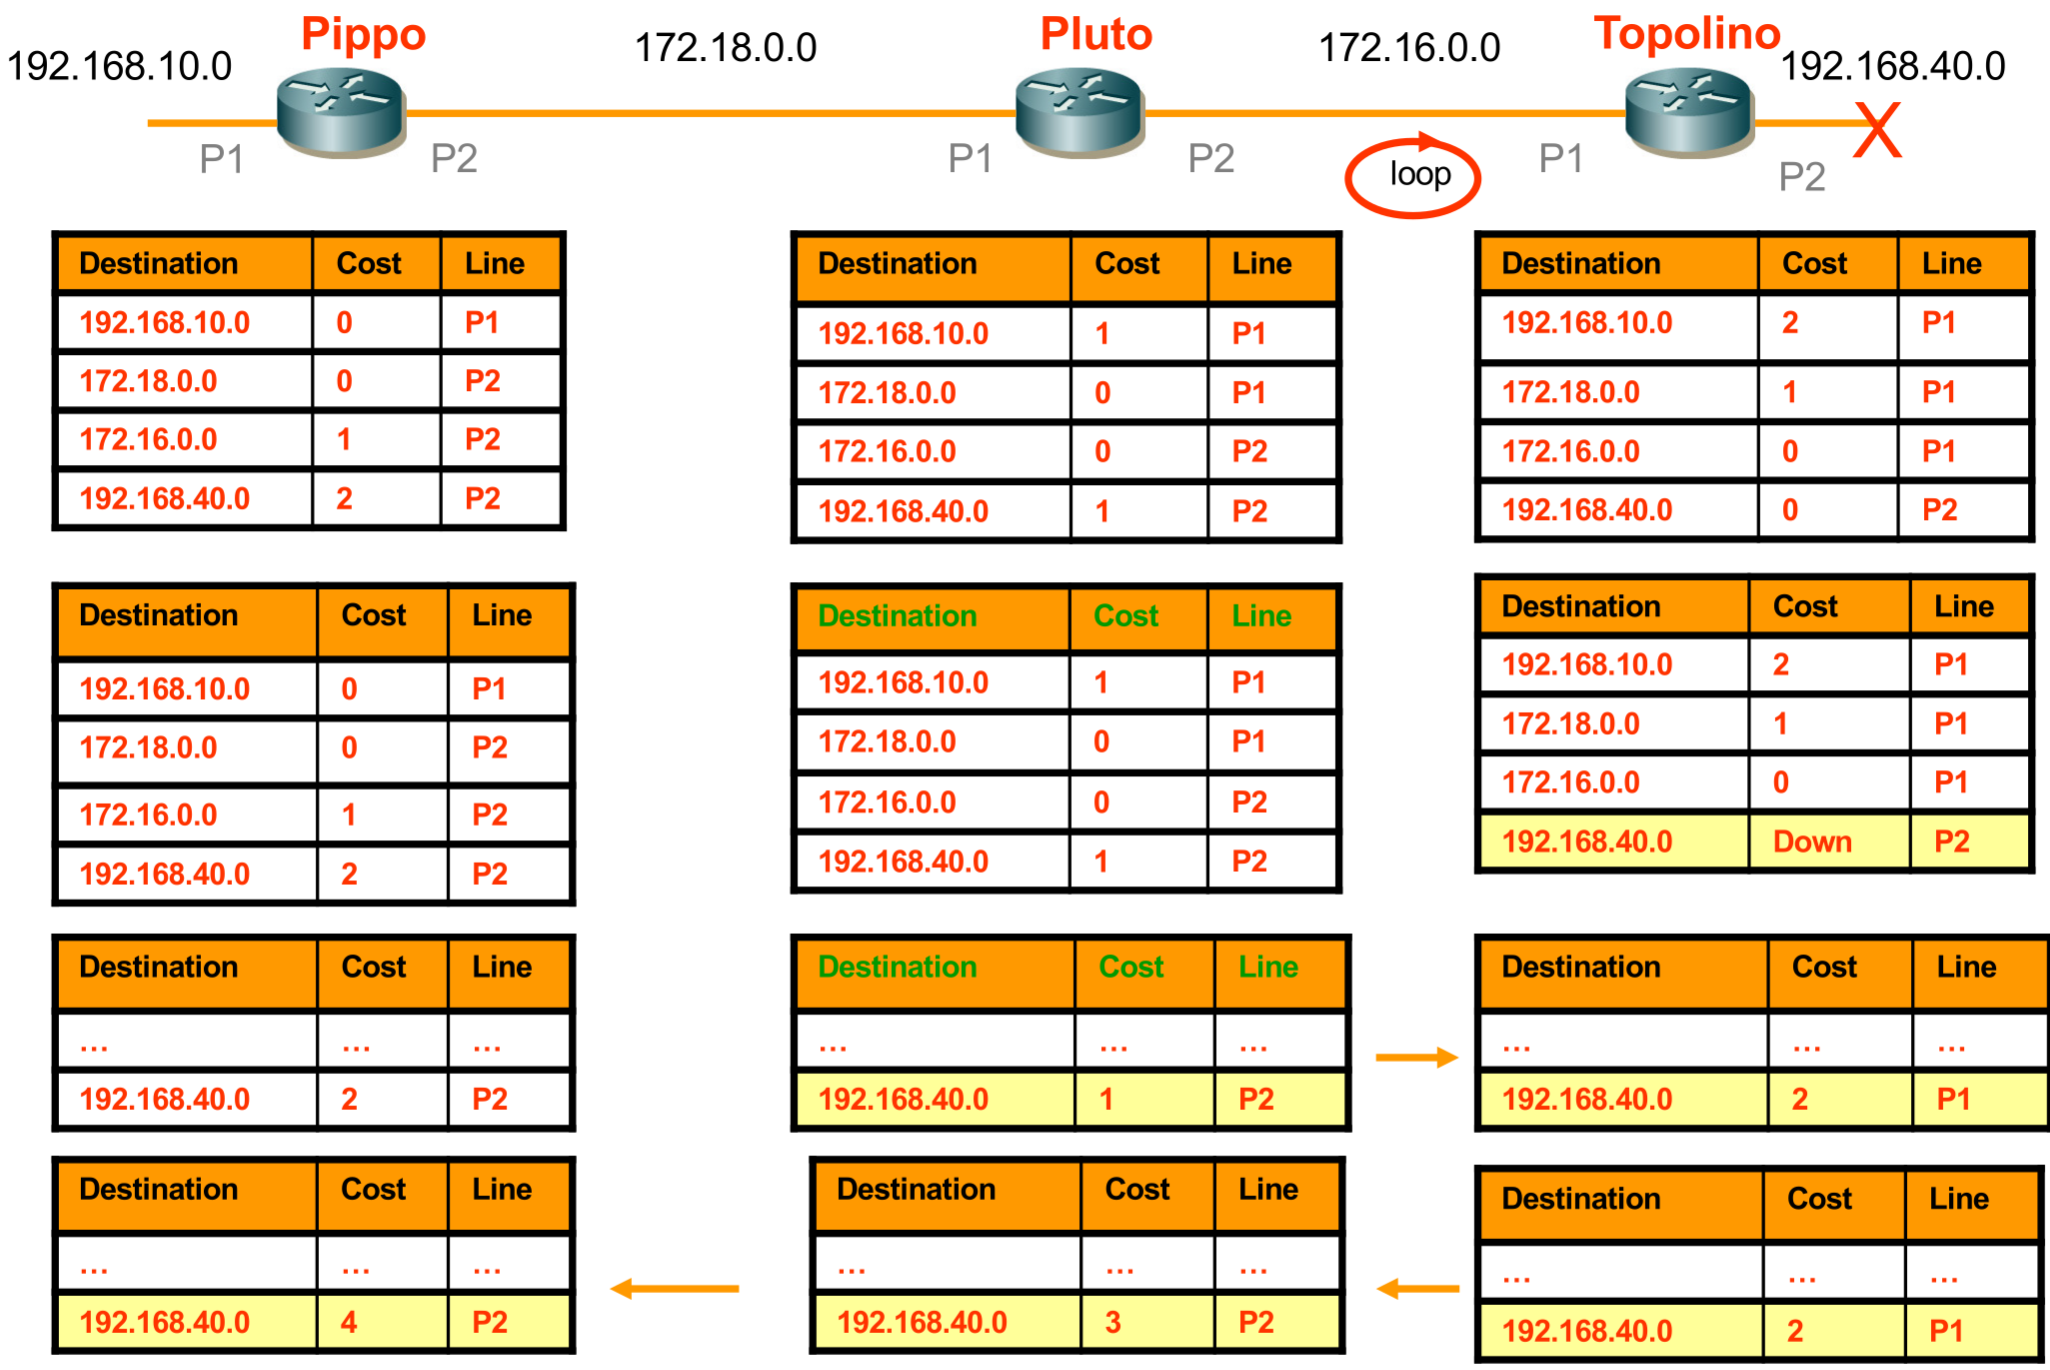 Pippo
Pluto
Topolino
192.168.10.0
172.18.0.0
172.16.0.0
192.168.40.0
X
P1
P2
P1
P2
loop
P1
P2
Destination Cost Line
192.168.10.0 0 P1
172.18.0.0 0 P2
172.16.0.0 1 P2
192.168.40.0 2 P2
Destination Cost Line
192.168.10.0 1 P1
172.18.0.0 0 P1
172.16.0.0 0 P2
192.168.40.0 1 P2
Destination Cost Line
192.168.10.0 2 P1
172.18.0.0 1 P1
172.16.0.0 0 P1
192.168.40.0 0 P2
Destination Cost Line
192.168.10.0 0 P1
172.18.0.0 0 P2
172.16.0.0 1 P2
192.168.40.0 2 P2
Destination Cost Line
192.168.10.0 1 P1
172.18.0.0 0 P1
172.16.0.0 0 P2
192.168.40.0 1 P2
Destination Cost Line
192.168.10.0 2 P1
172.18.0.0 1 P1
172.16.0.0 0 P1
192.168.40.0 Down P2
Destination Cost Line
... ... ...
192.168.40.0 2 P2
Destination Cost Line
... ... ...
192.168.40.0 1 P2
Destination Cost Line
... ... ...
192.168.40.0 2 P1
Destination Cost Line
... ... ...
192.168.40.0 4 P2
Destination Cost Line
... ... ...
192.168.40.0 3 P2
Destination Cost Line
... ... ...
192.168.40.0 2 P1